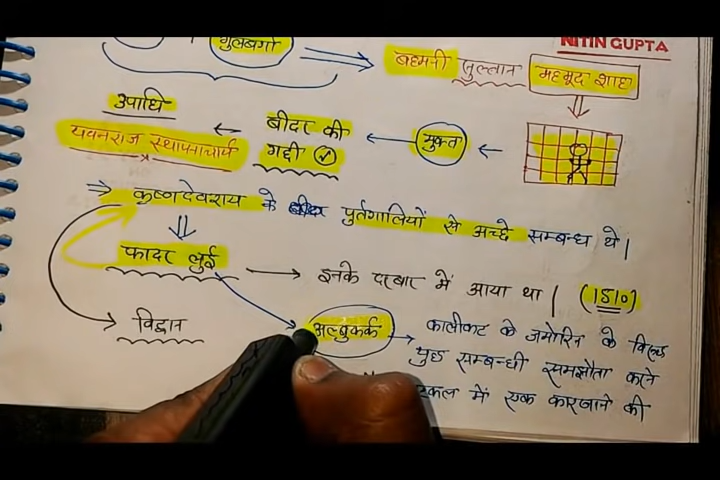 गुलबर्गा
NITIN GUPTA
बहमनी सुल्तान महमूद शाह
उपाधि
यवनराज स्थापनाचार्य
बीदर की
गद्दी
मुक्त
⇒ कृष्णदेवराय के पुर्तगालियों से अच्छे सम्बन्ध थे।
फादर लुई → इनके दरबार में आया था। (1510)
विद्वान
अल्बुकर्क → कालीकट के जमोरिन के विरुद्ध
युद्ध सम्बन्धी समझौता करने
में एक कारखाने की